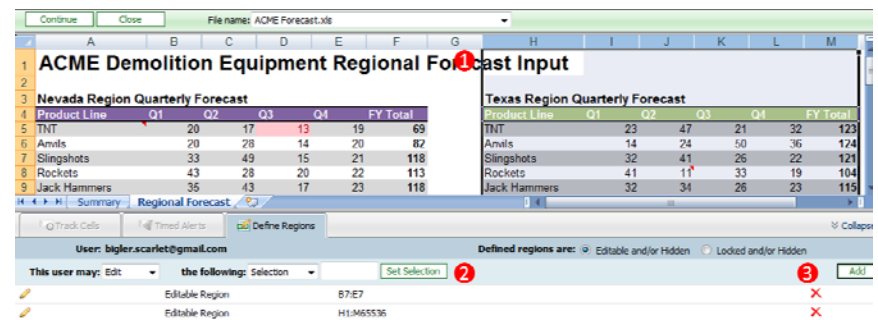 Continue Close File name: ACME Forecast.xls
A B C D E F G H I J K L M
1 ACME Demolition Equipment Regional Forecast Input
1
2
3 Nevada Region Quarterly Forecast Texas Region Quarterly Forecast
4 Product Line Q1 Q2 Q3 Q4 FY Total Product Line Q1 Q2 Q3 Q4 FY Total
5 TNT 20 17 13 19 69 TNT 23 47 21 32 123
6 Anvils 20 28 14 20 82 Anvils 14 24 50 36 124
7 Slingshots 33 49 15 21 118 Slingshots 32 41 26 22 121
8 Rockets 43 28 20 22 113 Rockets 41 11 33 19 104
9 Jack Hammers 35 43 17 23 118 Jack Hammers 32 34 26 23 115
Summary Regional Forecast
Track Cells Timed Alerts Define Regions Collapse
User: bigler.scarlet@gmail.com Defined regions are: Editable and/or Hidden Locked and/or Hidden
This user may: Edit the following: Selection Set Selection 2 3 Add
Editable Region B7:E7
Editable Region H1:M65536